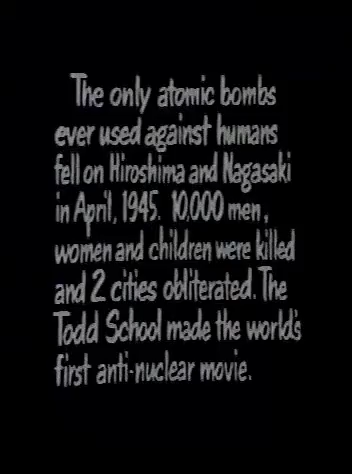 The only atomic bombs
ever used against humans
fell on Hiroshima and Nagasaki
in April, 1945. 10,000 men,
women and children were killed
and 2 cities obliterated. The
Todd School made the world's
first anti-nuclear movie.